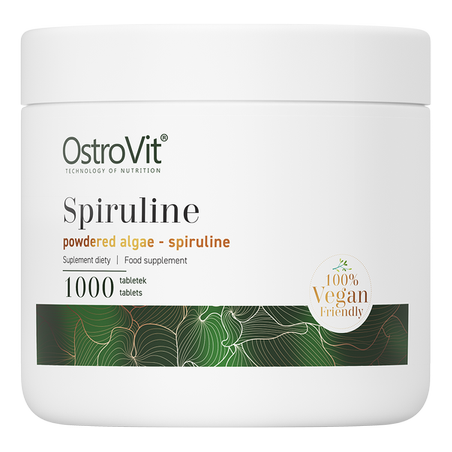 OstroVit®
TECHNOLOGY OF NUTRITION
Spiruline
powdered algae - spiruline
Suplement diety | Food supplement
1000 tabletek
tablets
100%
Vegan
Friendly